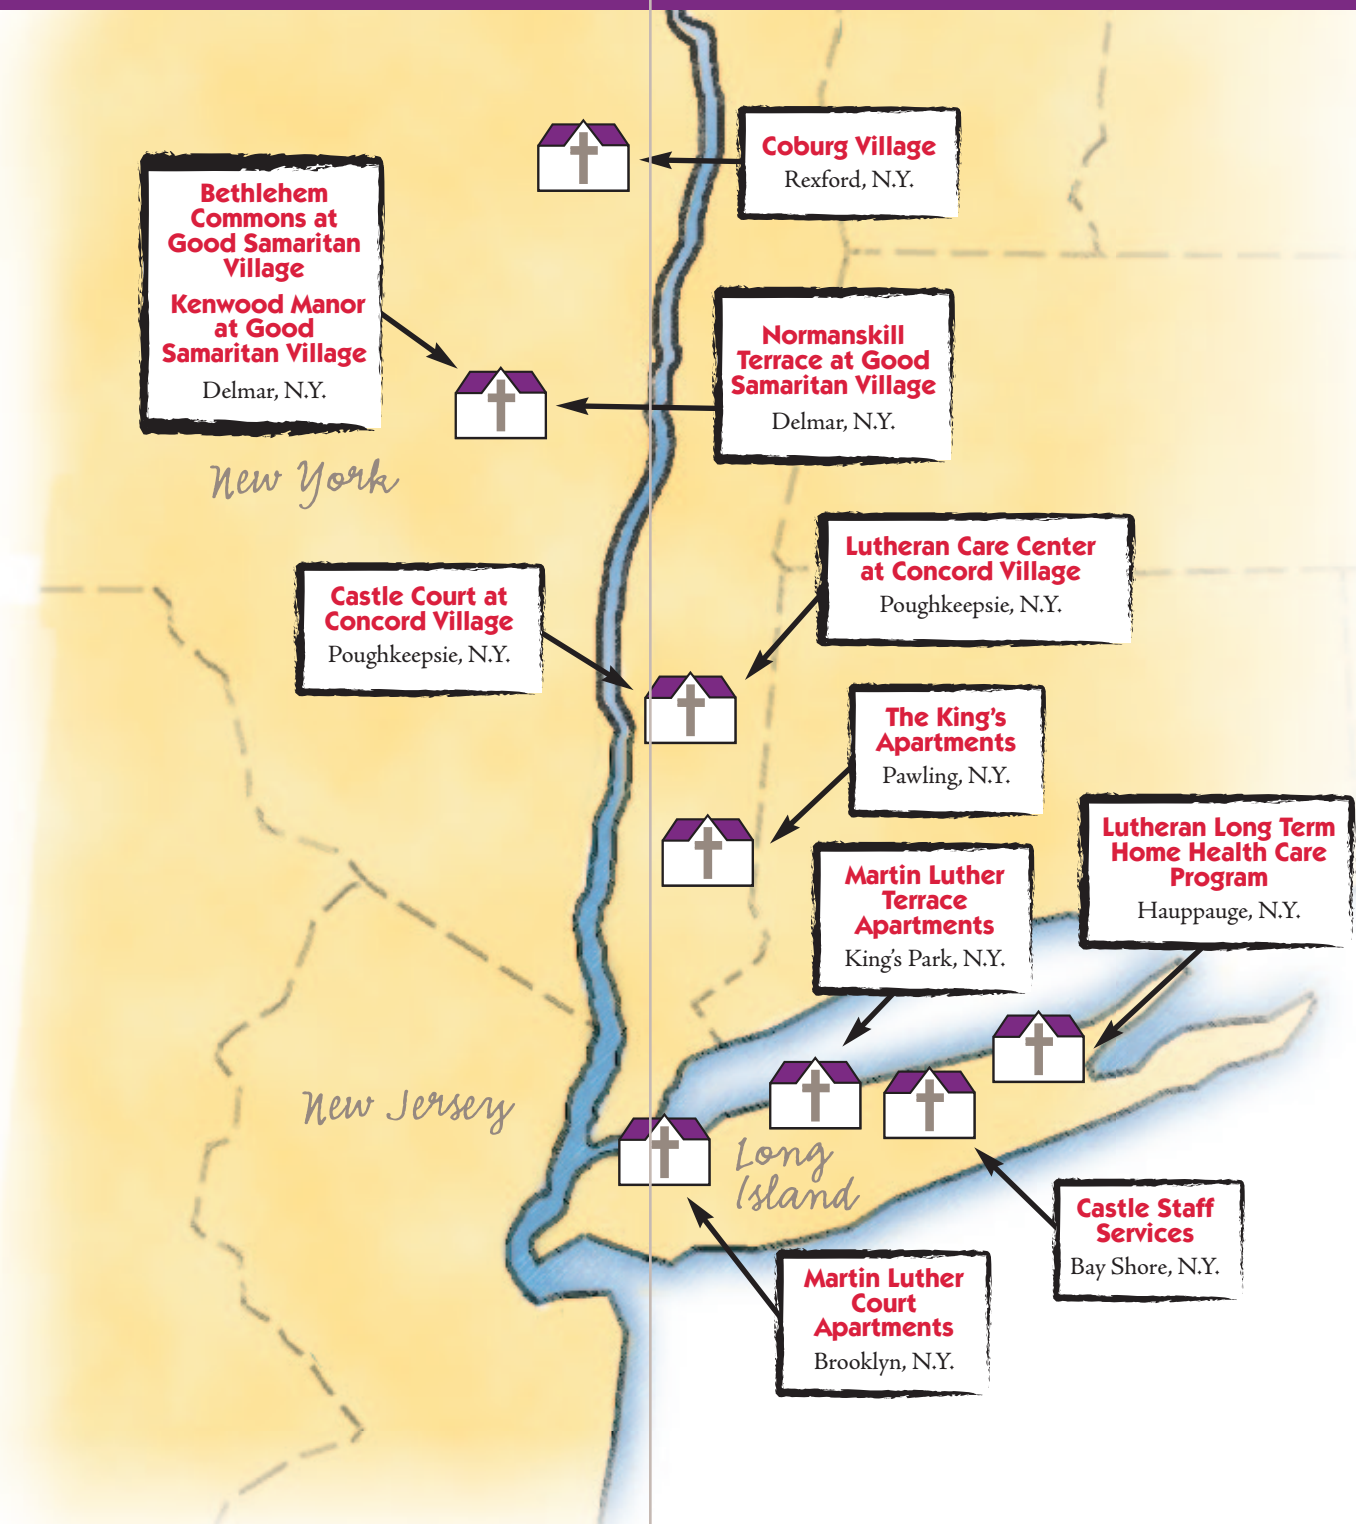 Coburg Village
Rexford, N.Y.
Bethlehem
Commons at
Good Samaritan
Village
Kenwood Manor
at Good
Samaritan Village
Delmar, N.Y.
Normanskill
Terrace at Good
Samaritan Village
Delmar, N.Y.
New York
Lutheran Care Center
at Concord Village
Poughkeepsie, N.Y.
Castle Court at
Concord Village
Poughkeepsie, N.Y.
The King’s
Apartments
Pawling, N.Y.
Lutheran Long Term
Home Health Care
Program
Hauppauge, N.Y.
Martin Luther
Terrace
Apartments
King’s Park, N.Y.
New Jersey
Long
Island
Castle Staff
Services
Bay Shore, N.Y.
Martin Luther
Court
Apartments
Brooklyn, N.Y.